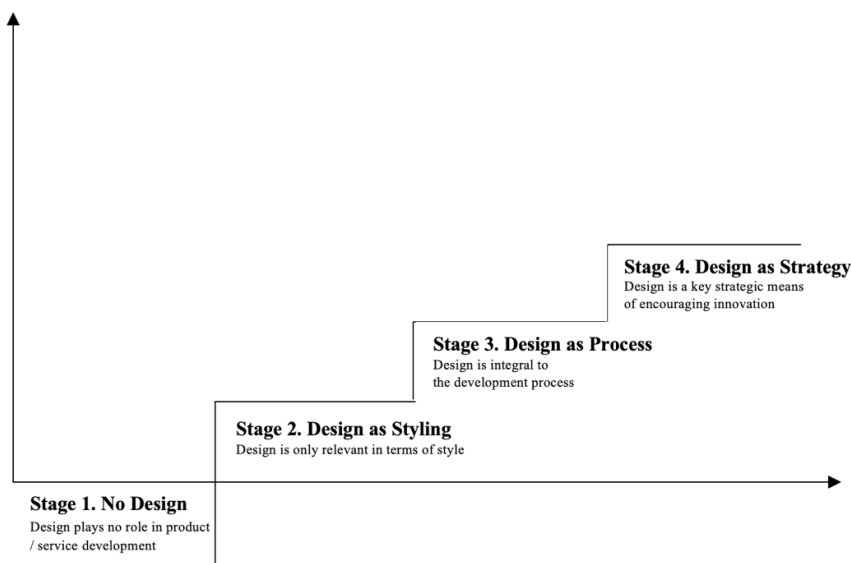 Stage 4. Design as Strategy
Design is a key strategic means
of encouraging innovation
Stage 3. Design as Process
Design is integral to
the development process
Stage 2. Design as Styling
Design is only relevant in terms of style
Stage 1. No Design
Design plays no role in product
/ service development